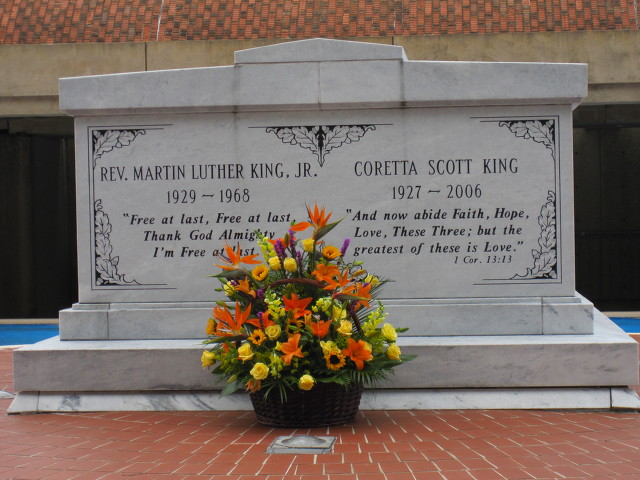 REV. MARTIN LUTHER KING, JR.
1929 ~ 1968
"Free at last, Free at last,
Thank God Almighty
I'm Free at last
CORETTA SCOTT KING
1927 ~ 2006
"And now abide Faith, Hope,
Love, These Three; but the
greatest of these is Love."
1 Cor. 13:13